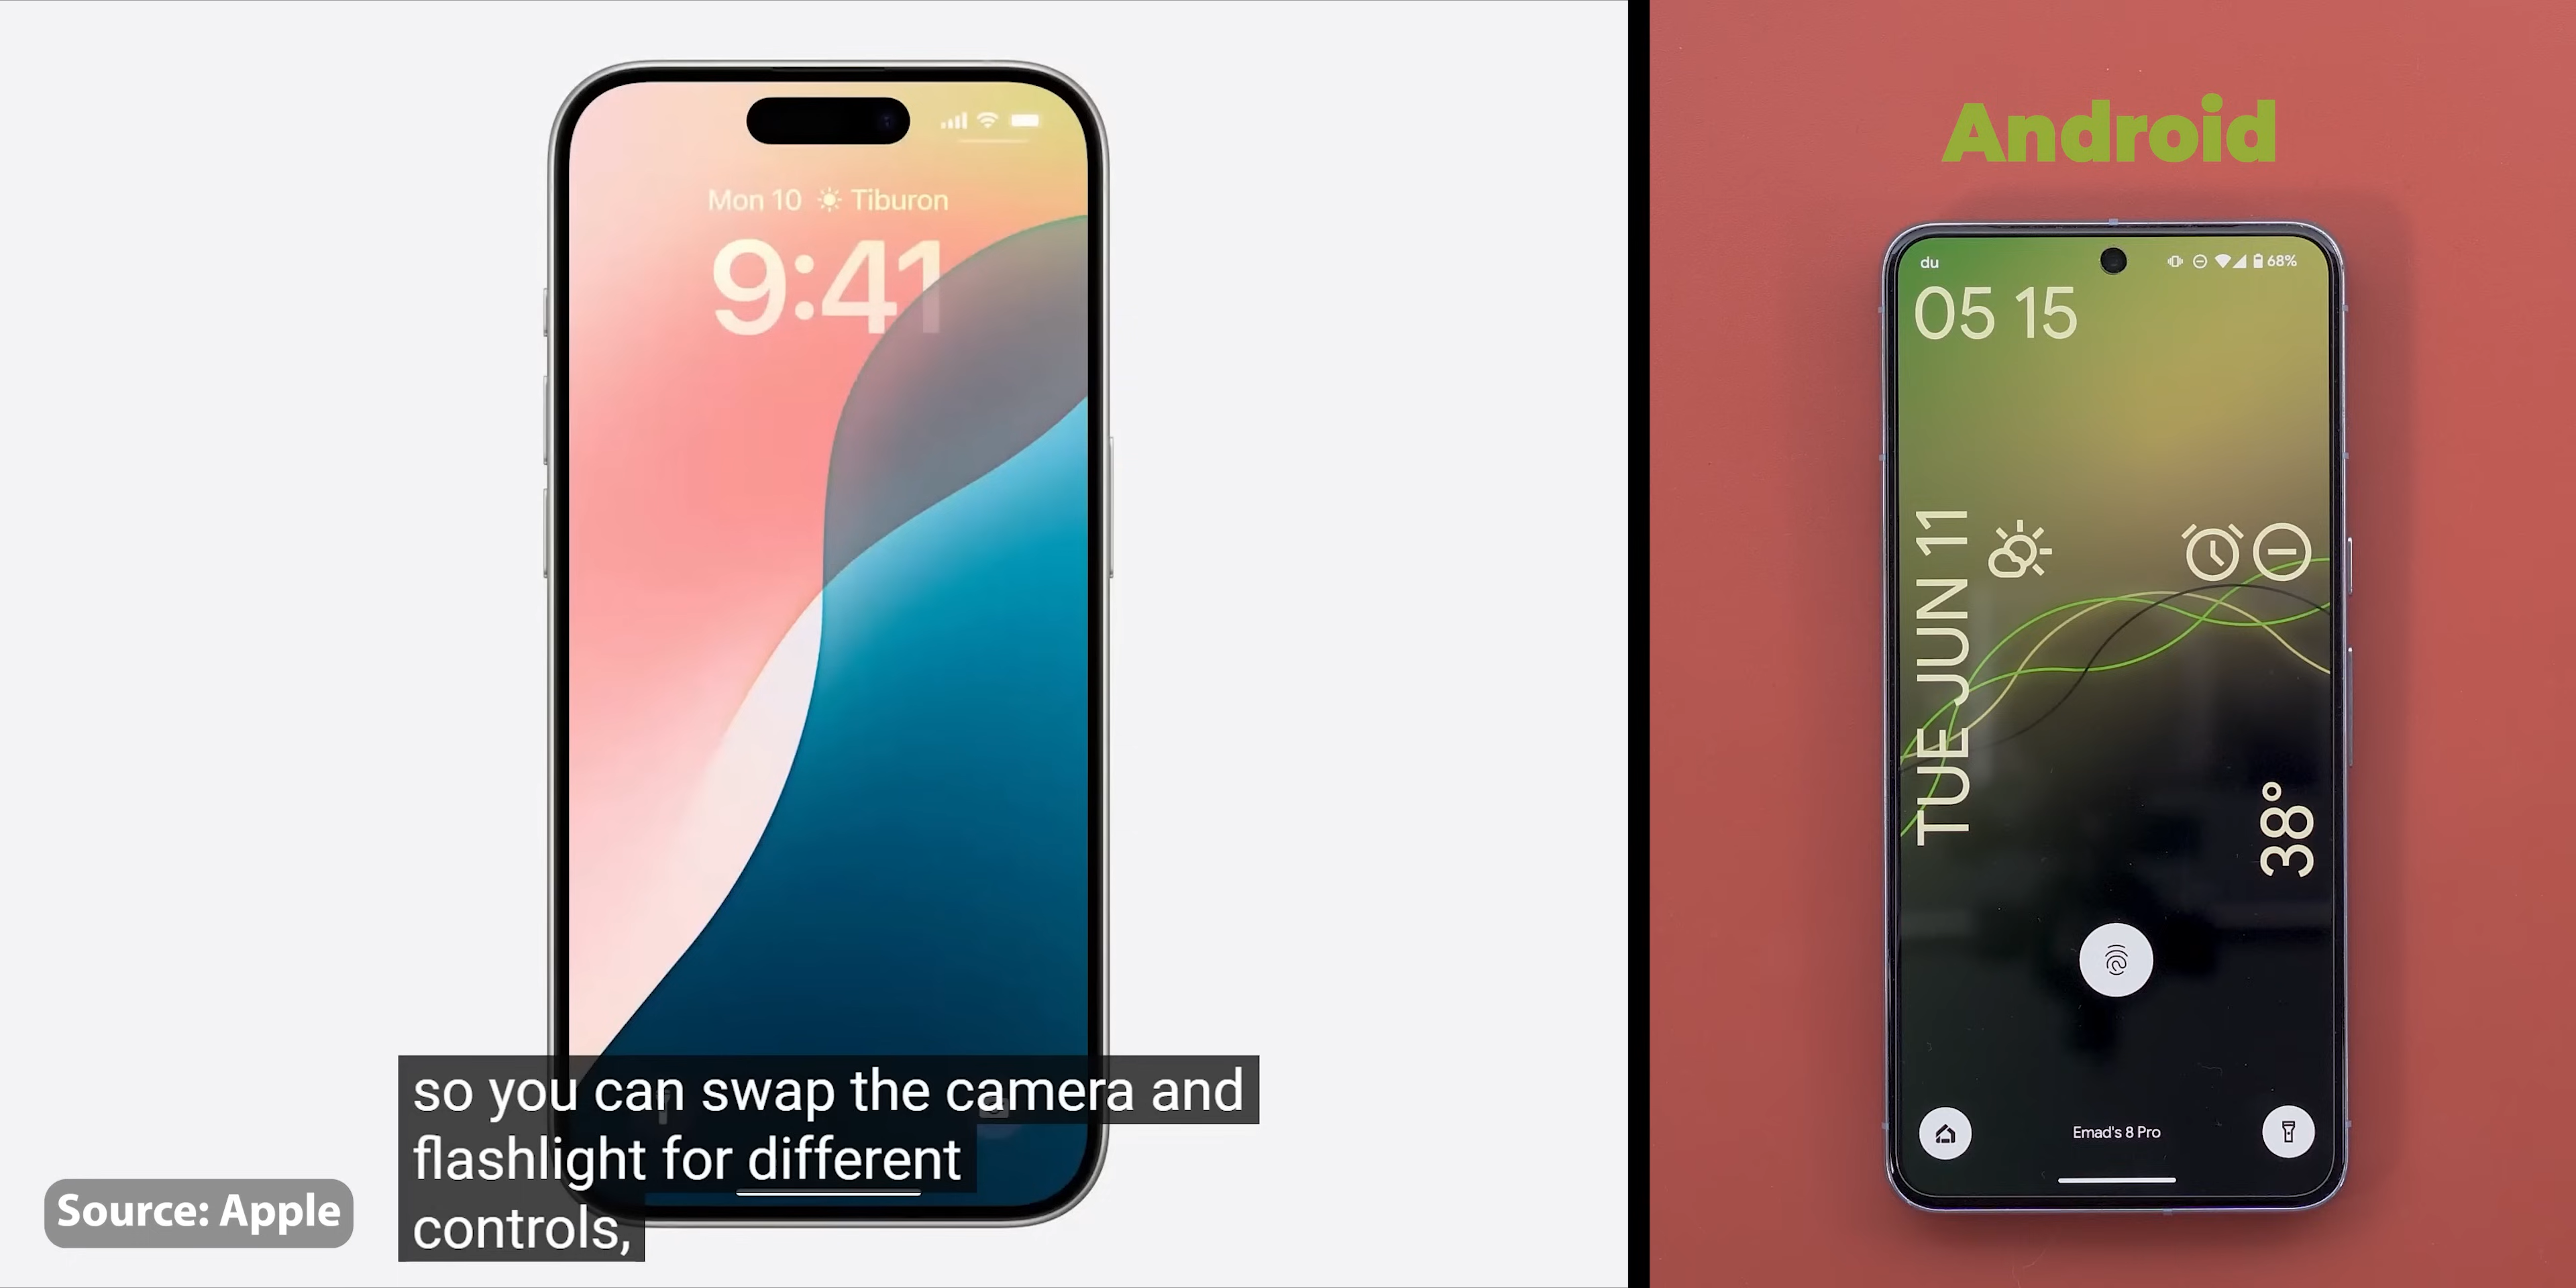 Mon 10 Tiburon
9:41
so you can swap the camera and
flashlight for different
controls,
Source: Apple
Android
du
68%
05 15
TUE JUN 11
38°
Emad's 8 Pro